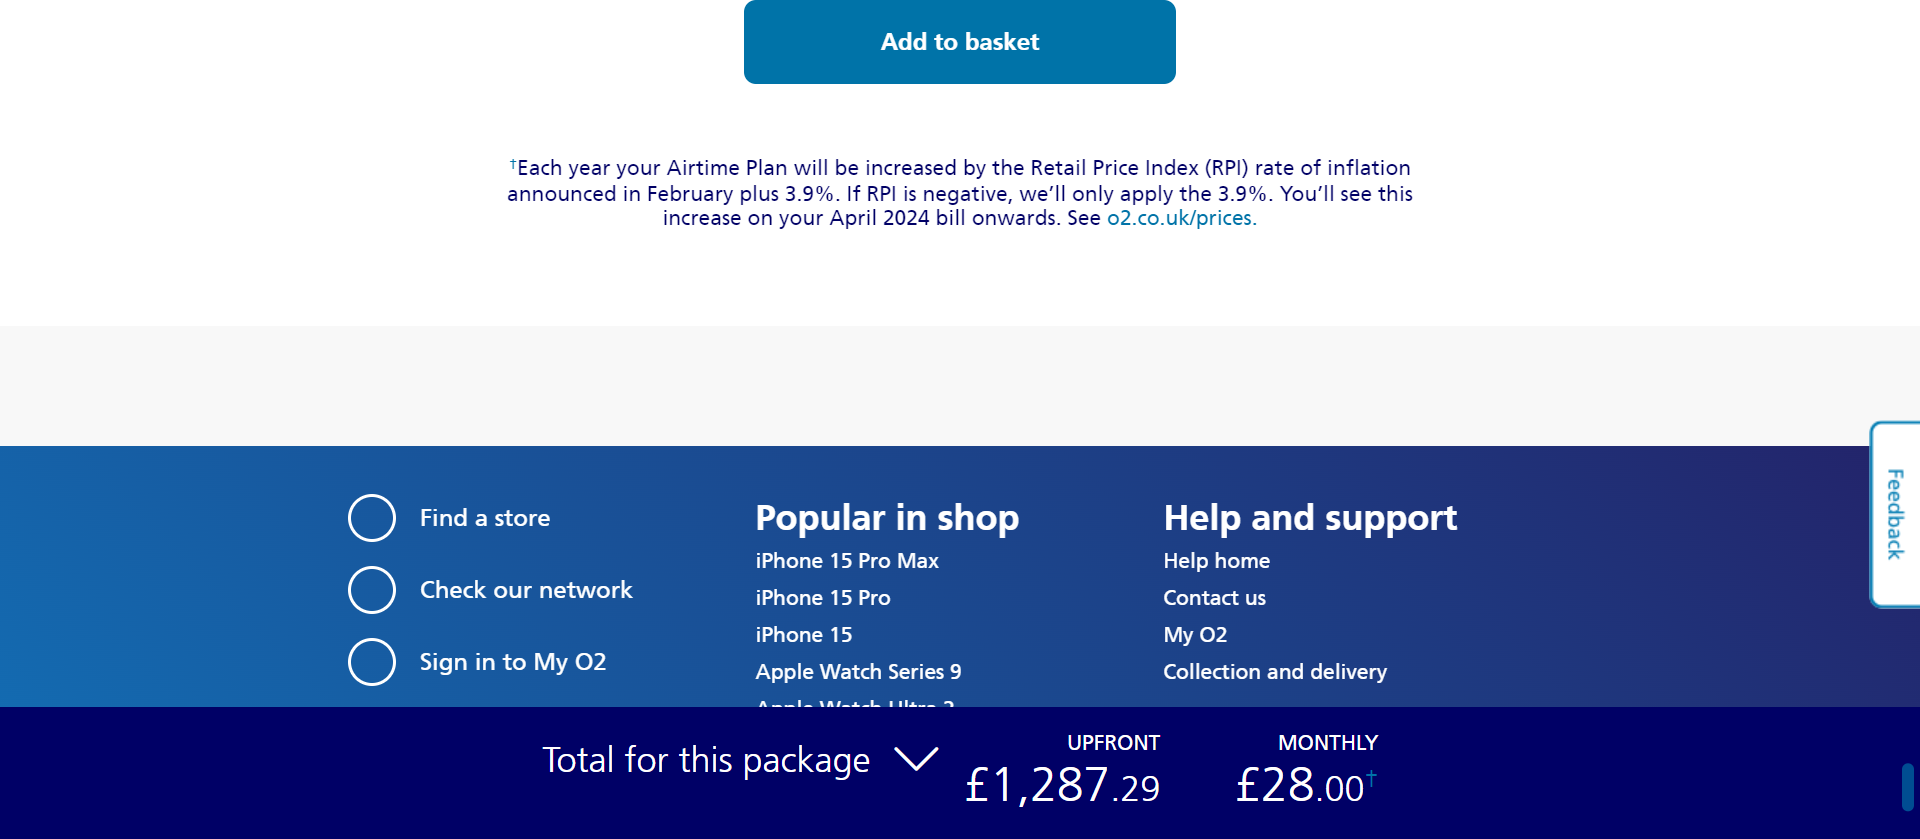 Add to basket
†Each year your Airtime Plan will be increased by the Retail Price Index (RPI) rate of inflation
announced in February plus 3.9%. If RPI is negative, we’ll only apply the 3.9%. You’ll see this
increase on your April 2024 bill onwards. See o2.co.uk/prices.
Feedback
Find a store
Check our network
Sign in to My O2
Popular in shop
iPhone 15 Pro Max
iPhone 15 Pro
iPhone 15
Apple Watch Series 9
Apple Watch Ultra 2
Help and support
Help home
Contact us
My O2
Collection and delivery
Total for this package
UPFRONT
£1,287.29
MONTHLY
£28.00†